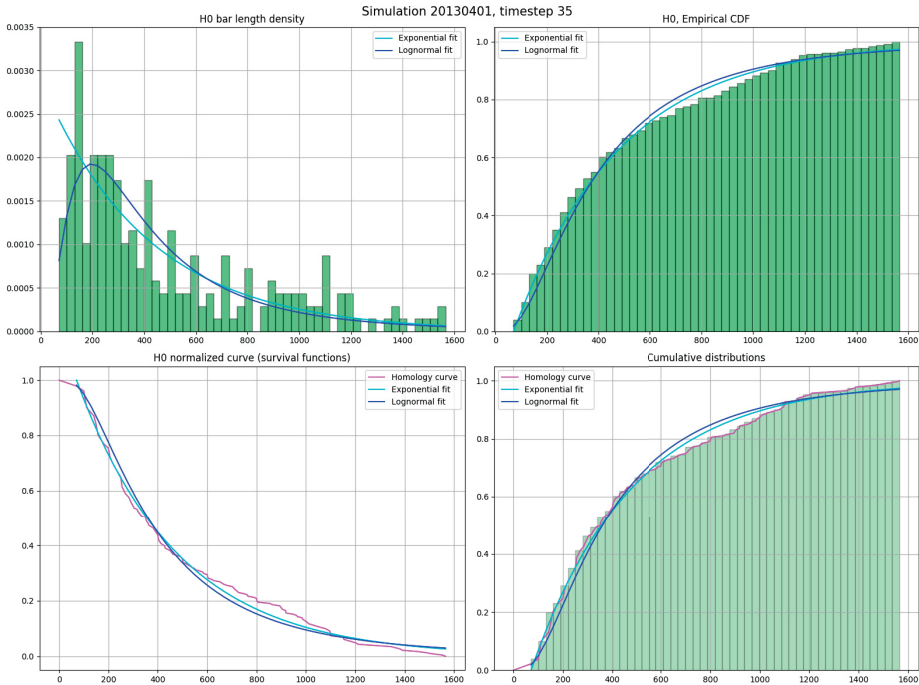 Simulation 20130401, timestep 35
H0 bar length density
0.0035
0.0030
0.0025
0.0020
0.0015
0.0010
0.0005
0.0000
0 200 400 600 800 1000 1200 1400 1600
Exponential fit
Lognormal fit
H0, Empirical CDF
1.0
0.8
0.6
0.4
0.2
0.0
0 200 400 600 800 1000 1200 1400 1600
Exponential fit
Lognormal fit
H0 normalized curve (survival functions)
1.0
0.8
0.6
0.4
0.2
0.0
0 200 400 600 800 1000 1200 1400 1600
Homology curve
Exponential fit
Lognormal fit
Cumulative distributions
1.0
0.8
0.6
0.4
0.2
0.0
0 200 400 600 800 1000 1200 1400 1600
Homology curve
Exponential fit
Lognormal fit